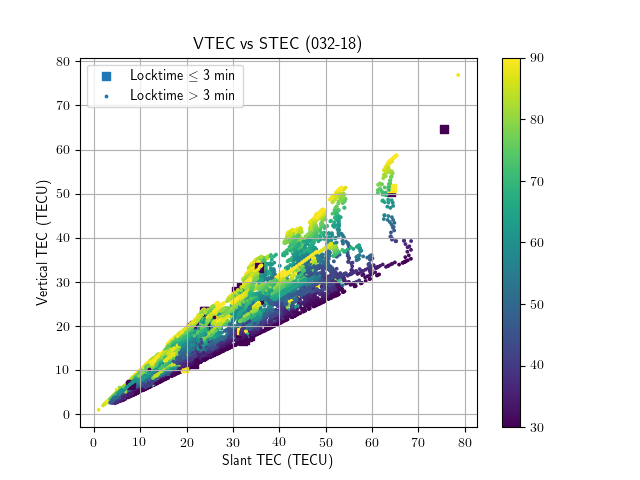 VTEC vs STEC (032-18)
Locktime ≤ 3 min
Locktime > 3 min
80
70
60
50
40
30
20
10
0
Vertical TEC (TECU)
0 10 20 30 40 50 60 70 80
Slant TEC (TECU)
90
80
70
60
50
40
30